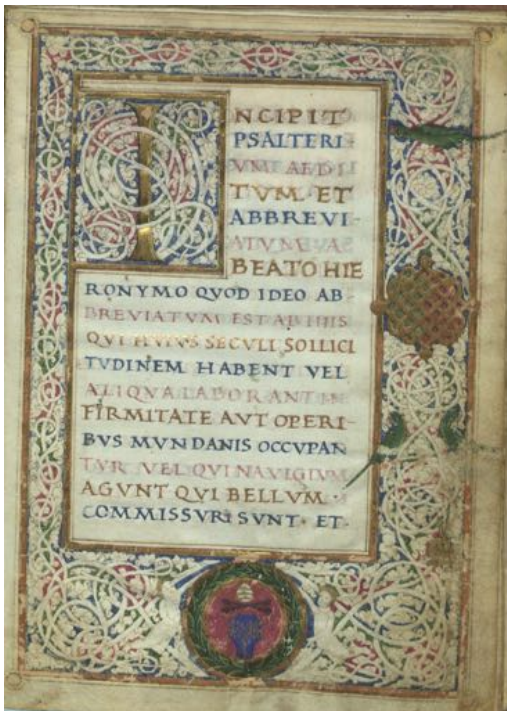 INCIPIT
PSALTERI-
VM AEDI
TVM· ET
ABBREVI-
ATVM A
BEATO HIE
RONYMO QVOD IDEO AB-
BREVIATVM EST AB IIIIS
QVI HVIVS SECVLI SOLLICI
TVDINEM HABENT VEL
ALIQVA LABORANT IN
FIRMITATE AVT OPERI
BVS MVNDANIS OCCVPAN
TVR VEL QVI NAVIGIVM
AGVNT QVI BELLVM·
COMMISSVRI SVNT· ET·